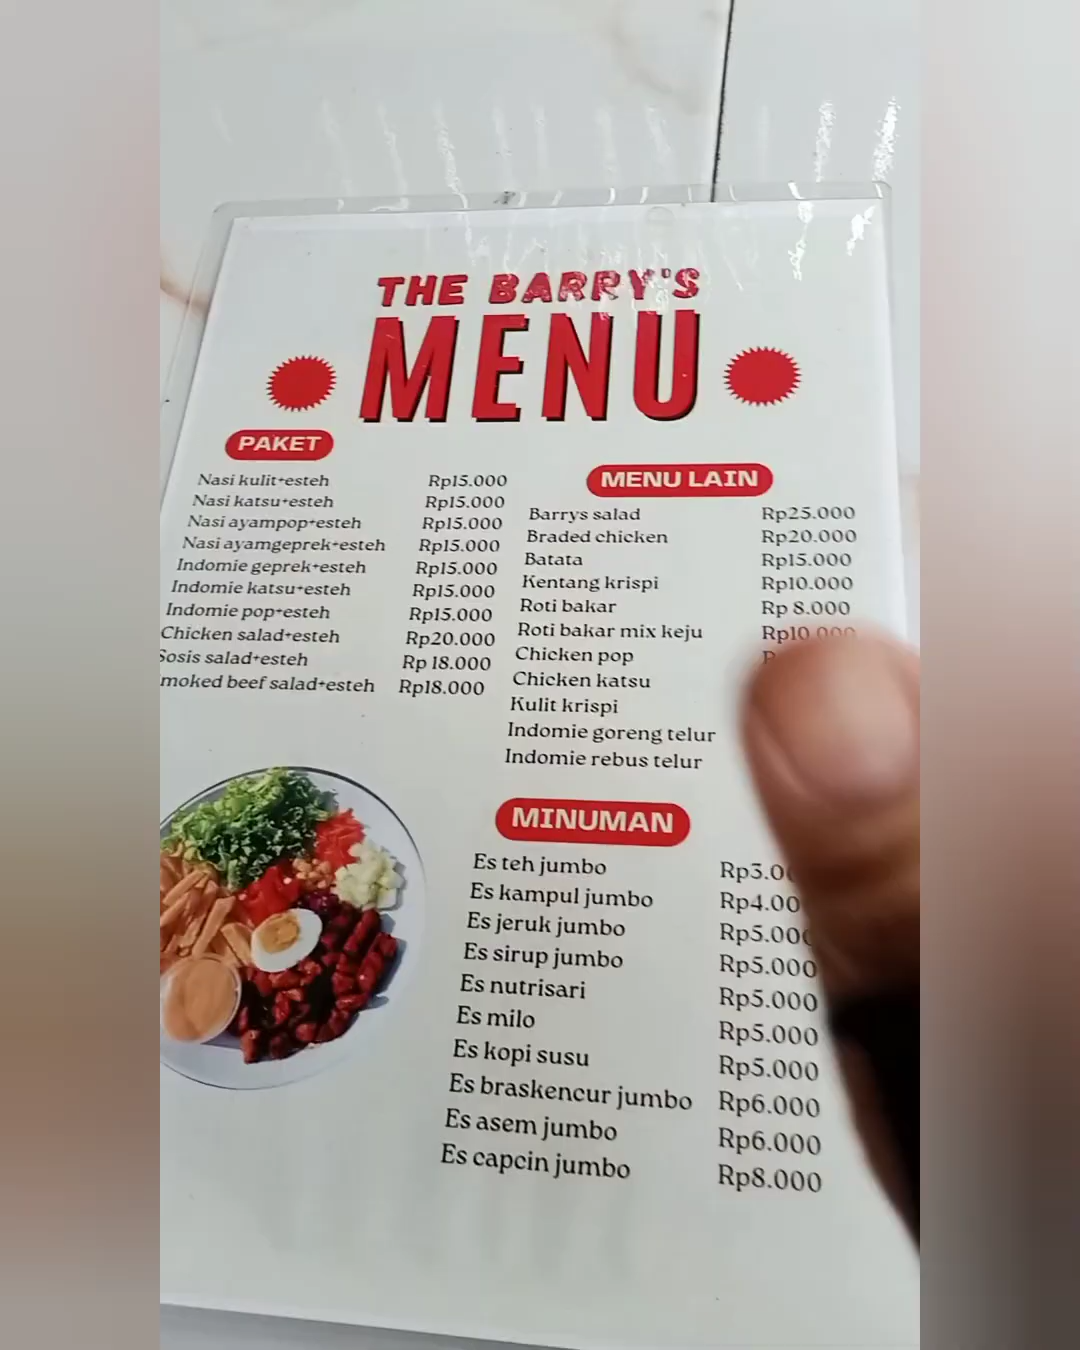 THE BARRY'S
MENU
PAKET
Nasi kulit+esteh Rp15.000
Nasi katsu+esteh Rp15.000
Nasi ayampop+esteh Rp15.000
Nasi ayamgeprek+esteh Rp15.000
Indomie geprek+esteh Rp15.000
Indomie katsu+esteh Rp15.000
Indomie pop+esteh Rp15.000
Chicken salad+esteh Rp20.000
Sosis salad+esteh Rp 18.000
moked beef salad+esteh Rp18.000
MENU LAIN
Barrys salad Rp25.000
Braded chicken Rp20.000
Batata Rp15.000
Kentang krispi Rp10.000
Roti bakar Rp 8.000
Roti bakar mix keju Rp10.000
Chicken pop
Chicken katsu
Kulit krispi
Indomie goreng telur
Indomie rebus telur
MINUMAN
Es teh jumbo Rp3.0
Es kampul jumbo Rp4.00
Es jeruk jumbo Rp5.000
Es sirup jumbo Rp5.000
Es nutrisari Rp5.000
Es milo Rp5.000
Es kopi susu Rp5.000
Es braskencur jumbo Rp6.000
Es asem jumbo Rp6.000
Es capcin jumbo Rp8.000